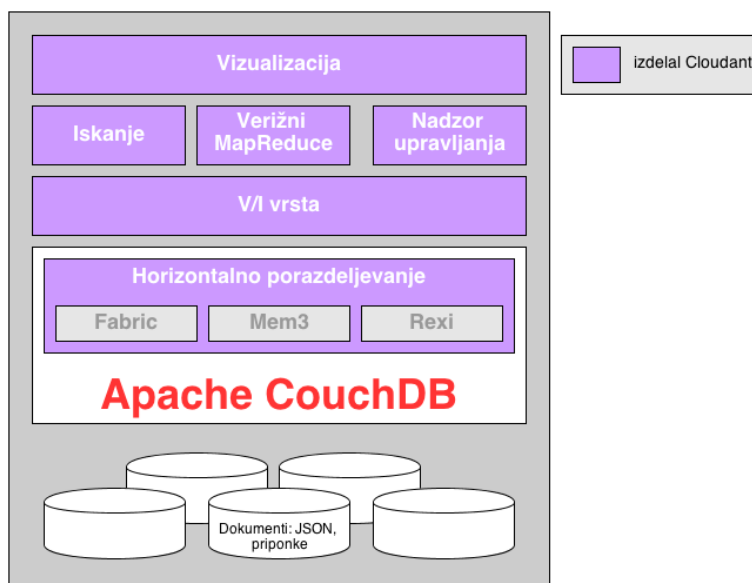 Vizualizacija
izdelal Cloudant
Iskanje
Verižni
MapReduce
Nadzor
upravljanja
V/I vrsta
Horizontalno porazdeljevanje
Fabric
Mem3
Rexi
Apache CouchDB
Dokumenti: JSON,
priponke